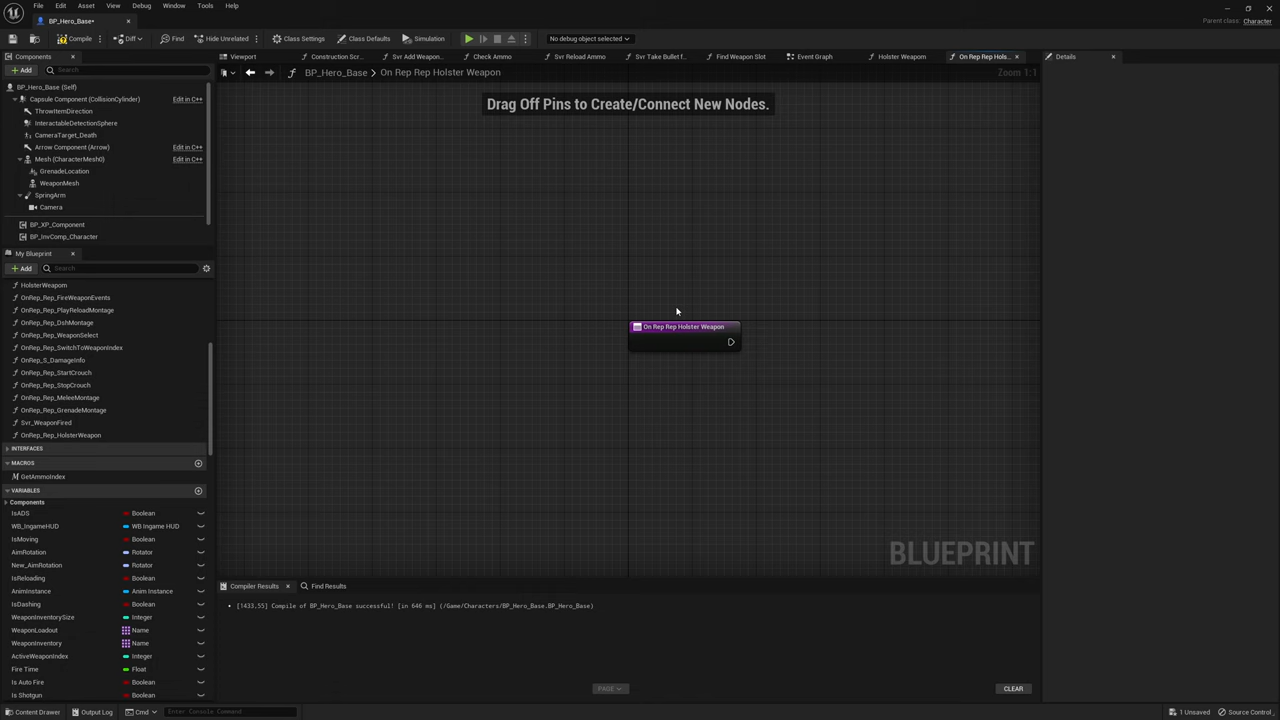 File Edit Asset View Debug Window Tools Help
BP_Hero_Base*
Parent class: Character
Compile Diff Find Hide Unrelated Class Settings Class Defaults Simulation No debug object selected
Components
Add Search
BP_Hero_Base (Self)
Capsule Component (CollisionCylinder) Edit in C++
ThrowItemDirection
InteractableDetectionSphere
CameraTarget_Death
Arrow Component (Arrow) Edit in C++
Mesh (CharacterMesh0) Edit in C++
GrenadeLocation
WeaponMesh
SpringArm
Camera
BP_XP_Component
BP_InvComp_Character
My Blueprint
Add Search
HolsterWeapom
OnRep_Rep_FireWeaponEvents
OnRep_Rep_PlayReloadMontage
OnRep_Rep_DshMontage
OnRep_Rep_WeaponSelect
OnRep_Rep_SwitchToWeaponIndex
OnRep_S_DamageInfo
OnRep_Rep_StartCrouch
OnRep_Rep_StopCrouch
OnRep_Rep_MeleeMontage
OnRep_Rep_GrenadeMontage
Svr_WeaponFired
OnRep_Rep_HolsterWeapon
INTERFACES
MACROS
GetAmmoIndex
VARIABLES
Components
IsADS Boolean
WB_IngameHUD WB Ingame HUD
IsMoving Boolean
AimRotation Rotator
New_AimRotation Rotator
IsReloading Boolean
AnimInstance Anim Instance
IsDashing Boolean
WeaponInventorySize Integer
WeaponLoadout Name
WeaponInventory Name
ActiveWeaponIndex Integer
Fire Time Float
Is Auto Fire Boolean
Is Shotgun Boolean
Viewport Construction Scr... Svr Add Weapon... Check Ammo Svr Reload Ammo Svr Take Bullet f... Find Weapon Slot Event Graph Holster Weapom On Rep Rep Hols...
BP_Hero_Base > On Rep Rep Holster Weapon
Zoom 1:1
Drag Off Pins to Create/Connect New Nodes.
On Rep Rep Holster Weapon
BLUEPRINT
Details
Compiler Results Find Results
[1433.55] Compile of BP_Hero_Base successful! [in 646 ms] (/Game/Characters/BP_Hero_Base.BP_Hero_Base)
PAGE
CLEAR
Content Drawer Output Log Cmd Enter Console Command
1 Unsaved Source Control